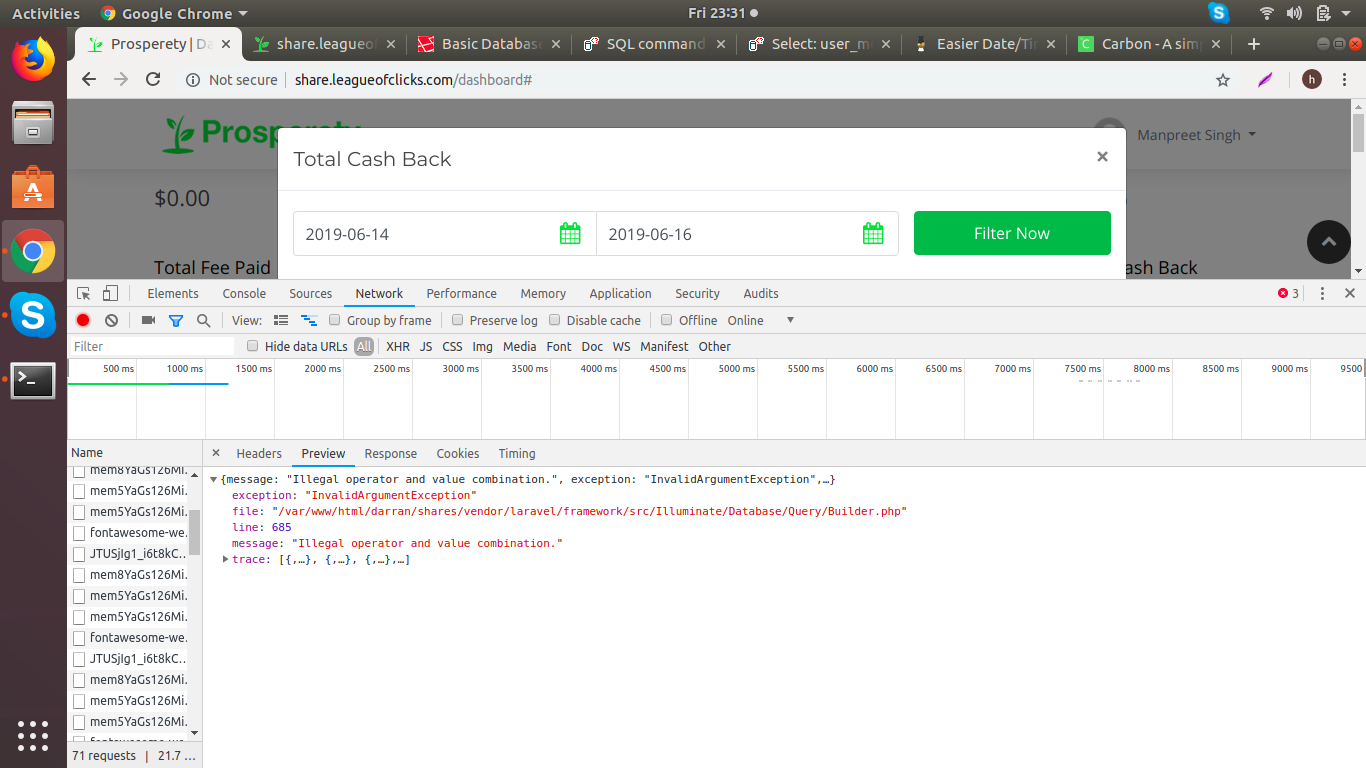 Activities Google Chrome Fri 23:31
Prosperety | Da share.leagueof Basic Database SQL command Select: user_me Easier Date/Tin Carbon - A sim
Not secure share.leagueofclicks.com/dashboard# h
Prosperety Manpreet Singh
Total Cash Back ×
$0.00
2019-06-14 2019-06-16 Filter Now
Total Fee Paid ash Back
Elements Console Sources Network Performance Memory Application Security Audits 3
View: Group by frame Preserve log Disable cache Offline Online
Filter Hide data URLs All XHR JS CSS Img Media Font Doc WS Manifest Other
500 ms 1000 ms 1500 ms 2000 ms 2500 ms 3000 ms 3500 ms 4000 ms 4500 ms 5000 ms 5500 ms 6000 ms 6500 ms 7000 ms 7500 ms 8000 ms 8500 ms 9000 ms 9500
Name × Headers Preview Response Cookies Timing
mem8YaGs126Mi.
mem5YaGs126Mi.
mem5YaGs126Mi.
fontawesome-we.
JTUSjIg1_i6t8kC..
mem8YaGs126Mi.
mem5YaGs126Mi.
mem5YaGs126Mi.
fontawesome-we.
JTUSjIg1_i6t8kC..
mem8YaGs126Mi.
mem5YaGs126Mi.
mem5YaGs126Mi.
fontawesome-we.
71 requests | 21.7 ...
{message: "Illegal operator and value combination.", exception: "InvalidArgumentException",…}
exception: "InvalidArgumentException"
file: "/var/www/html/darran/shares/vendor/laravel/framework/src/Illuminate/Database/Query/Builder.php"
line: 685
message: "Illegal operator and value combination."
trace: [{,…}, {,…}, {,…},…]